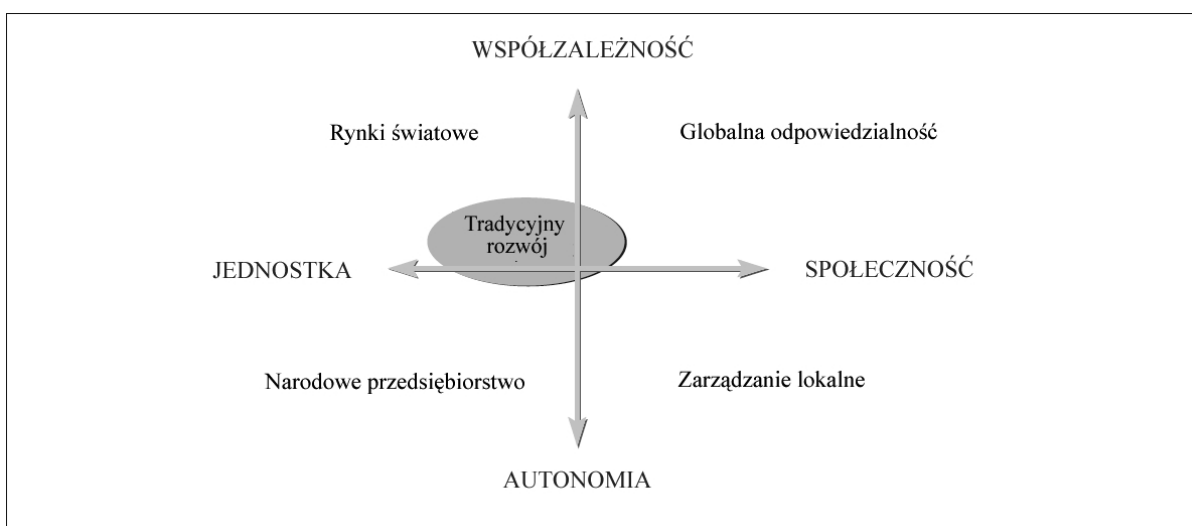 WSPÓŁZALEŻNOŚĆ
Rynki światowe
Globalna odpowiedzialność
Tradycyjny
rozwój
JEDNOSTKA
SPOŁECZNOŚĆ
Narodowe przedsiębiorstwo
Zarządzanie lokalne
AUTONOMIA